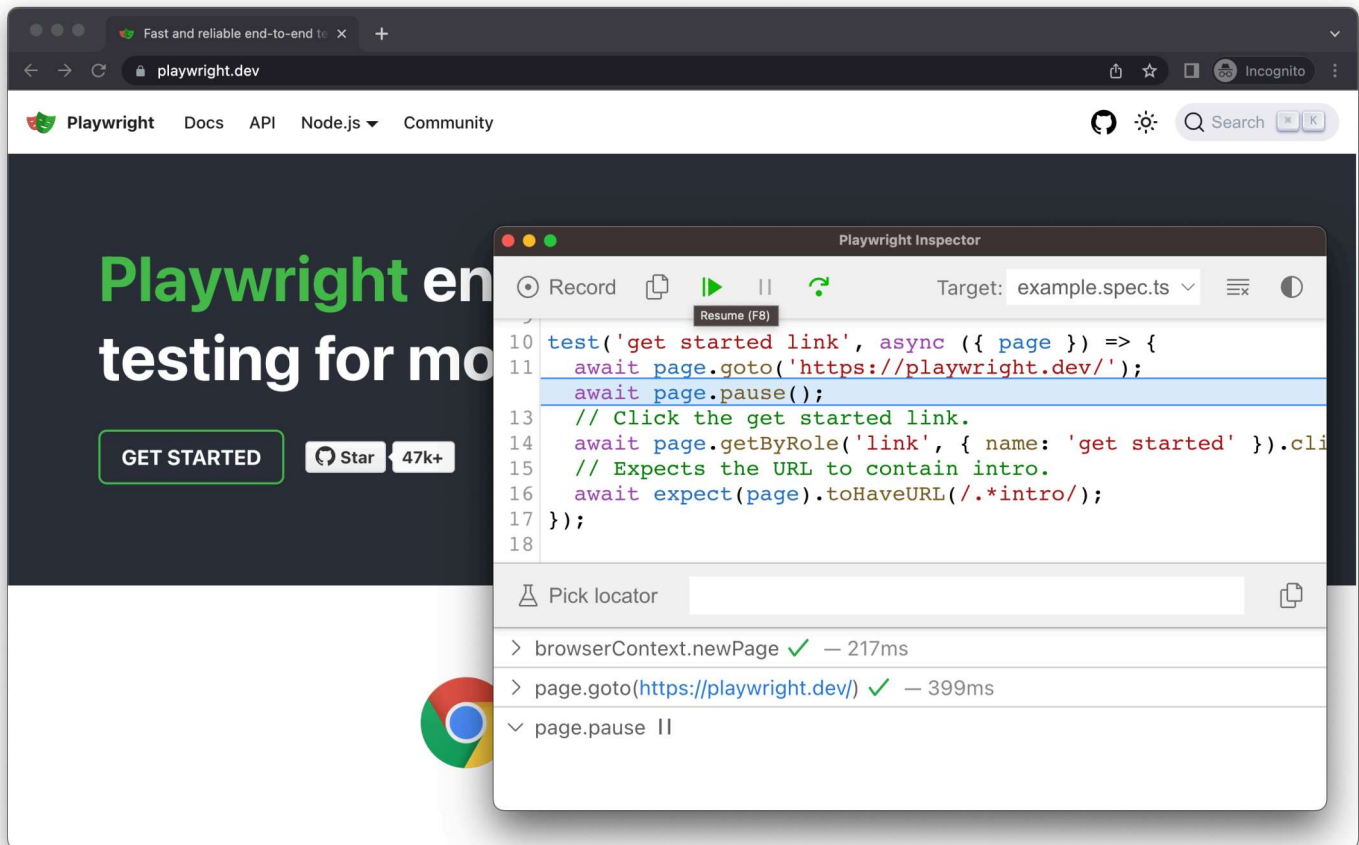 Fast and reliable end-to-end te
playwright.dev
Incognito
Playwright Docs API Node.js Community
Search ⌘ K
Playwright en
testing for mo
GET STARTED
Star 47k+
Playwright Inspector
Record
Target: example.spec.ts
Resume (F8)
10 test('get started link', async ({ page }) => {
11 await page.goto('https://playwright.dev/');
await page.pause();
13 // Click the get started link.
14 await page.getByRole('link', { name: 'get started' }).cli
15 // Expects the URL to contain intro.
16 await expect(page).toHaveURL(/.*intro/);
17 });
18
Pick locator
browserContext.newPage ✓ — 217ms
page.goto(https://playwright.dev/) ✓ — 399ms
page.pause